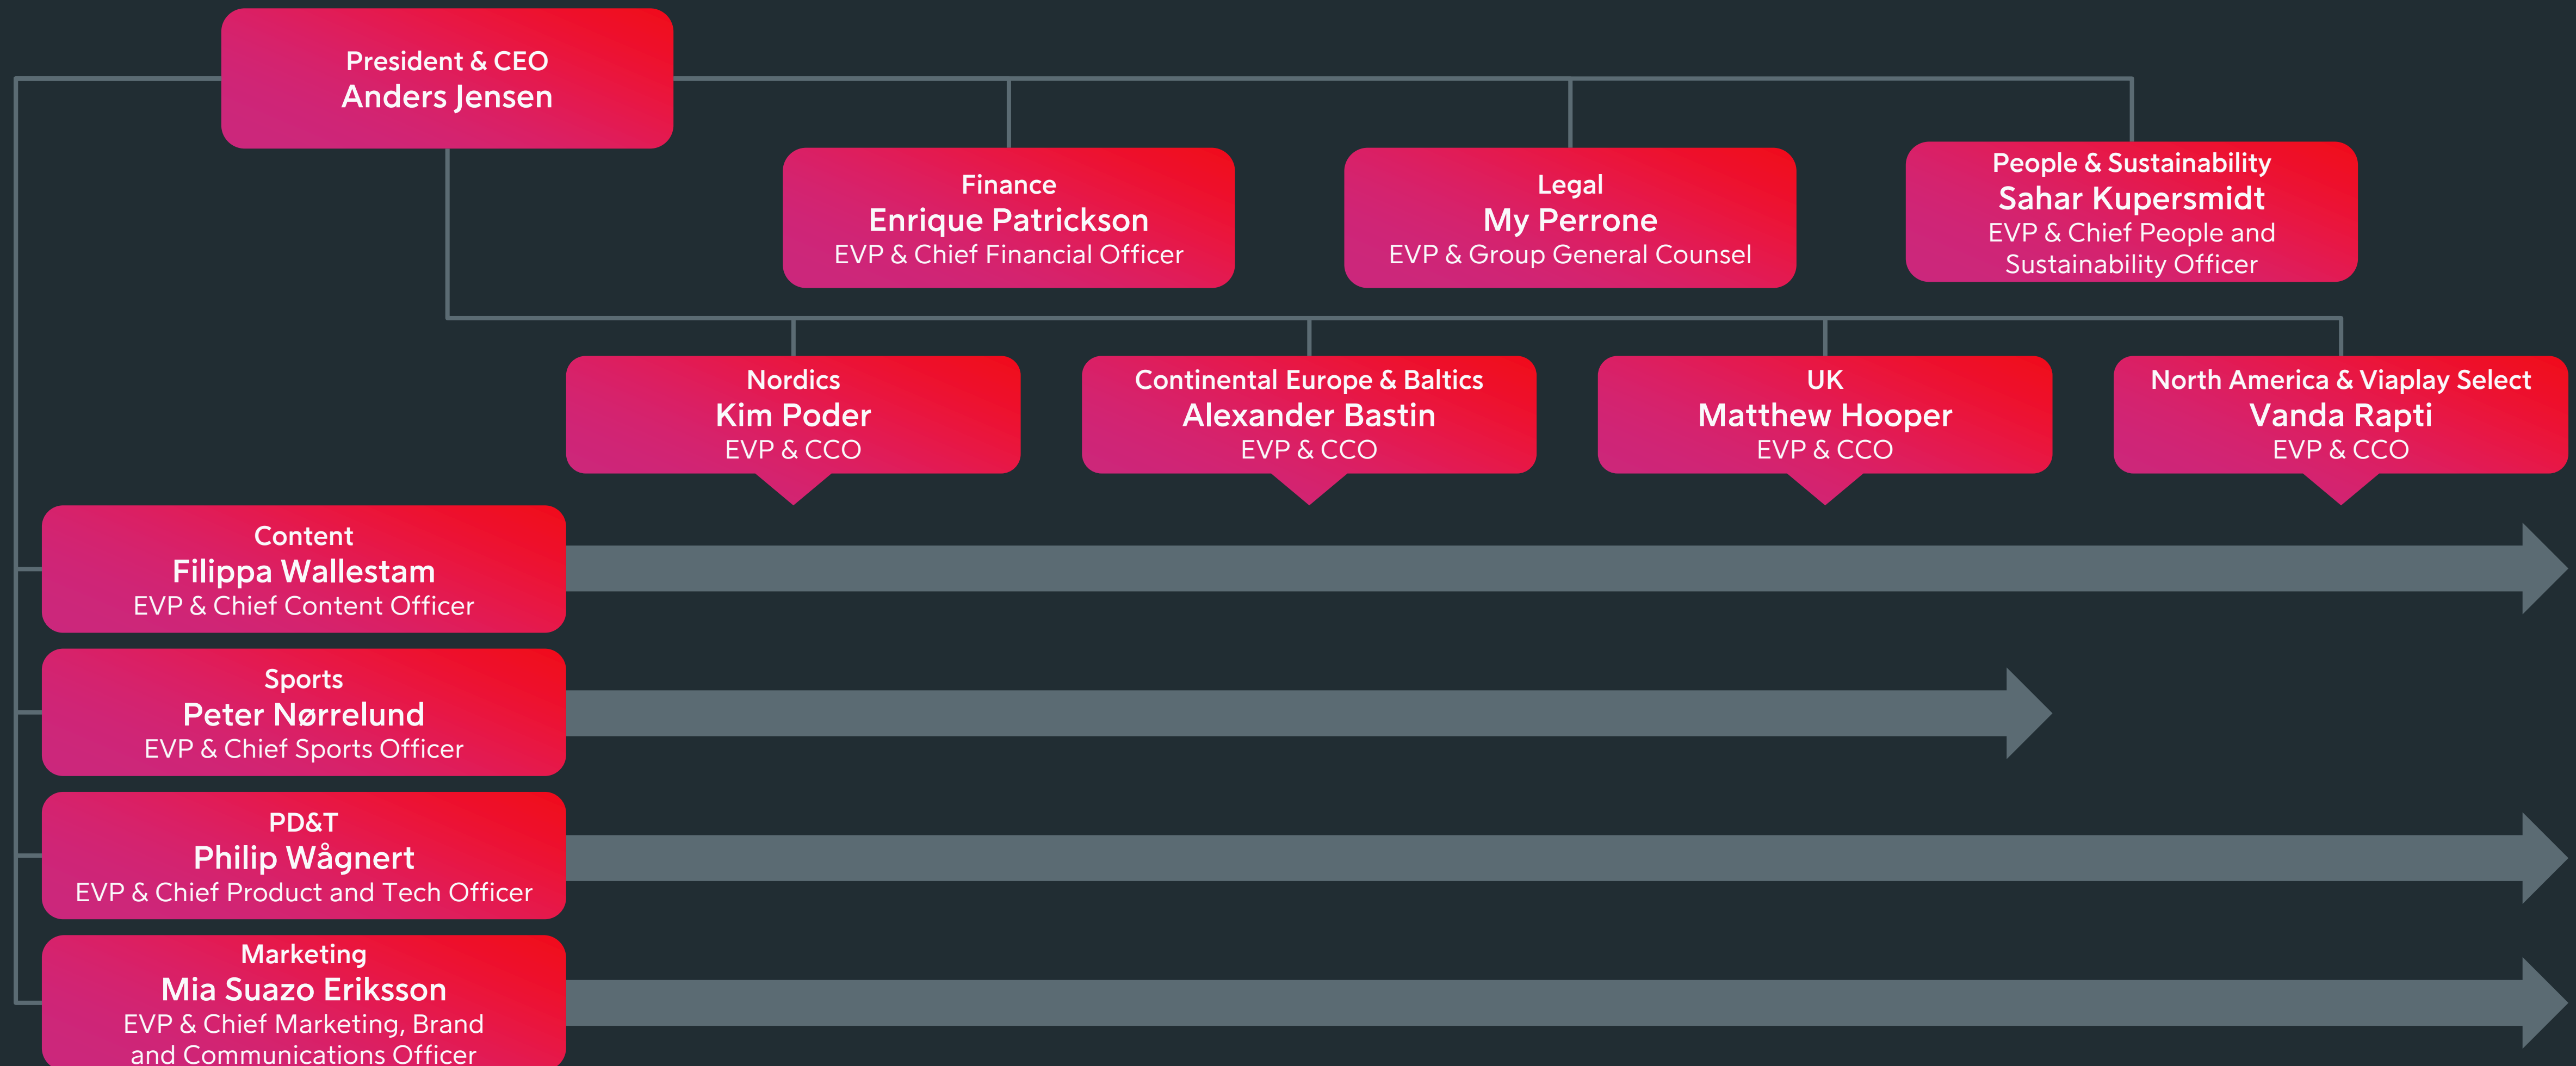 President & CEO
Anders Jensen
Finance
Enrique Patrickson
EVP & Chief Financial Officer
Legal
My Perrone
EVP & Group General Counsel
People & Sustainability
Sahar Kupersmidt
EVP & Chief People and
Sustainability Officer
Nordics
Kim Poder
EVP & CCO
Continental Europe & Baltics
Alexander Bastin
EVP & CCO
UK
Matthew Hooper
EVP & CCO
North America & Viaplay Select
Vanda Rapti
EVP & CCO
Content
Filippa Wallestam
EVP & Chief Content Officer
Sports
Peter Nørrelund
EVP & Chief Sports Officer
PD&T
Philip Wågnert
EVP & Chief Product and Tech Officer
Marketing
Mia Suazo Eriksson
EVP & Chief Marketing, Brand
and Communications Officer